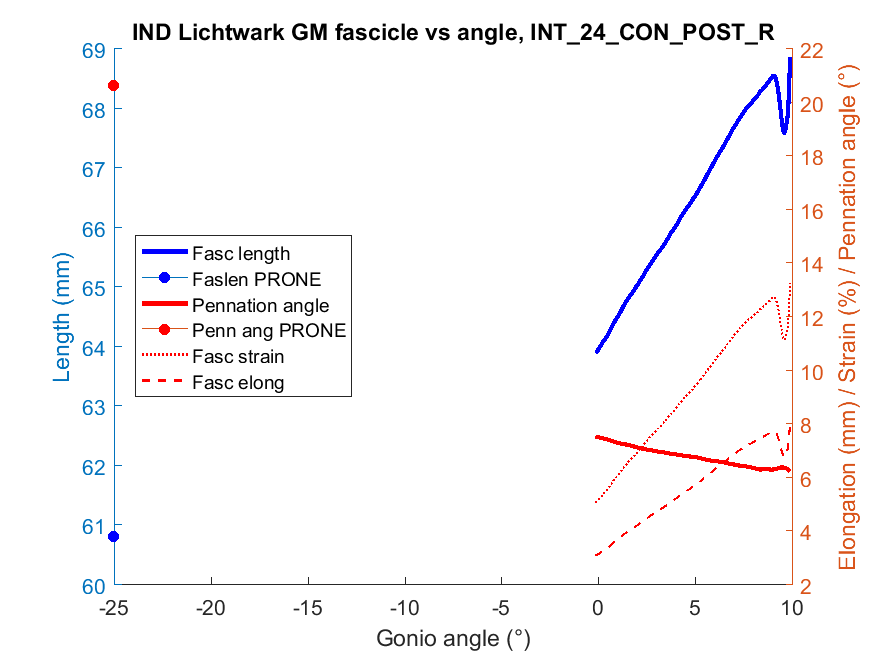 IND Lichtwark GM fascicle vs angle, INT_24_CON_POST_R
69
68
67
66
65
64
63
62
61
60
Length (mm)
22
20
18
16
14
12
10
8
6
4
2
Elongation (mm) / Strain (%) / Pennation angle (°)
Fasc length
Faslen PRONE
Pennation angle
Penn ang PRONE
Fasc strain
Fasc elong
-25 -20 -15 -10 -5 0 5 10
Gonio angle (°)